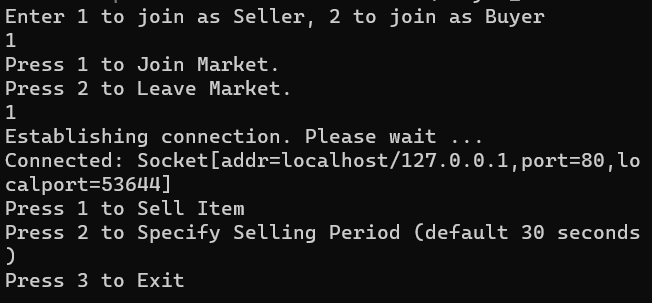 Enter 1 to join as Seller, 2 to join as Buyer
1
Press 1 to Join Market.
Press 2 to Leave Market.
1
Establishing connection. Please wait ...
Connected: Socket[addr=localhost/127.0.0.1,port=80,lo
calport=53644]
Press 1 to Sell Item
Press 2 to Specify Selling Period (default 30 seconds
)
Press 3 to Exit